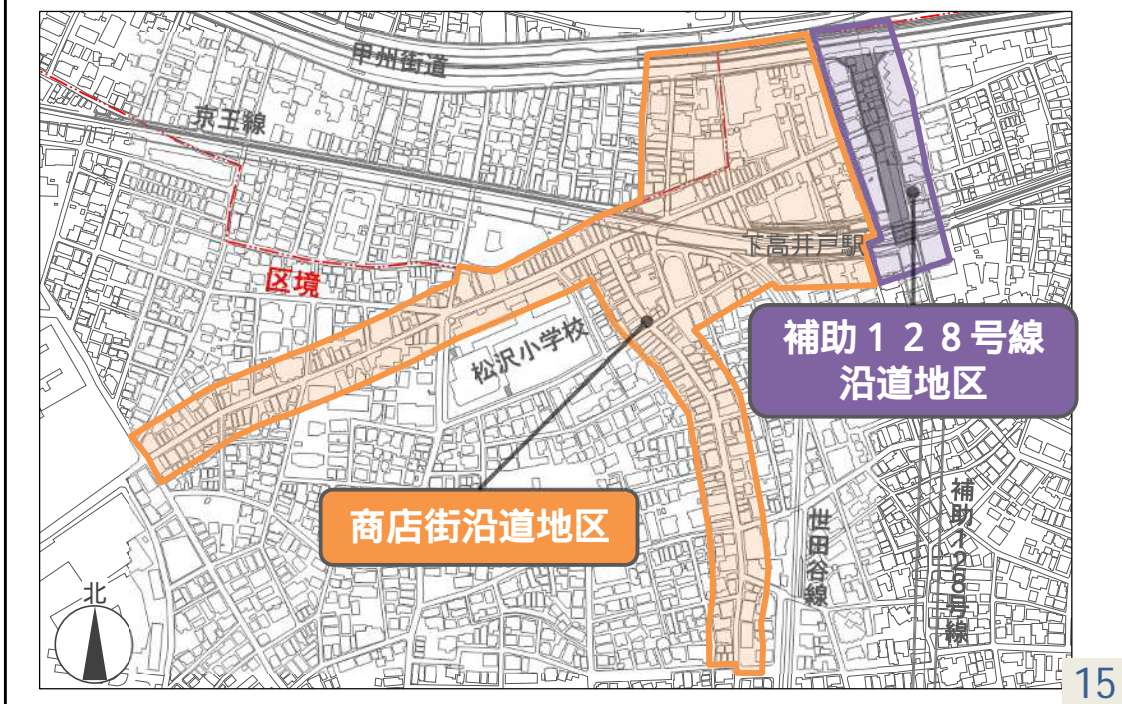 甲州街道
京王線
下高井戸駅
区境
松沢小学校
補助１２８号線
沿道地区
商店街沿道地区
世田谷線
補助128号線
北
15